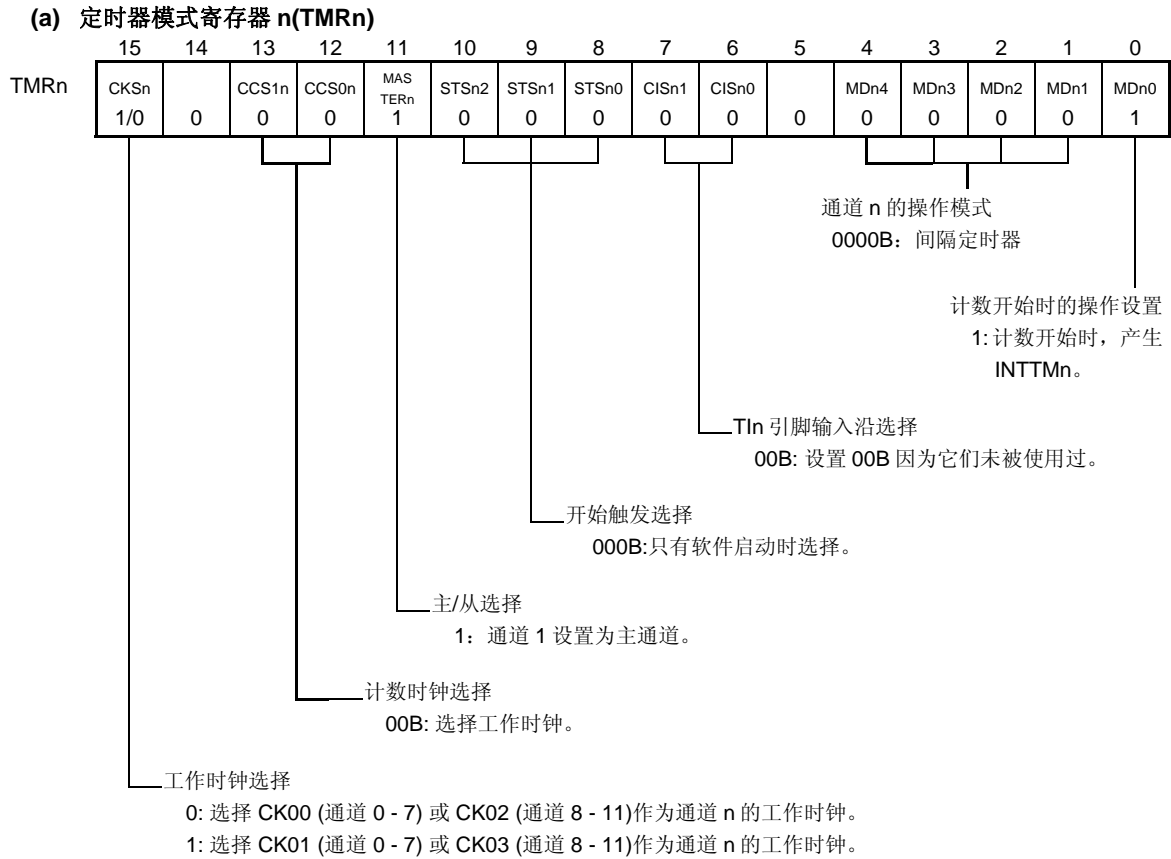 (a) 定时器模式寄存器 n(TMRn)
15 14 13 12 11 10 9 8 7 6 5 4 3 2 1 0
TMRn
CKSn CCS1n CCS0n MAS TERn STSn2 STSn1 STSn0 CISn1 CISn0 MDn4 MDn3 MDn2 MDn1 MDn0
1/0 0 0 0 1 0 0 0 0 0 0 0 0 0 0 1
通道 n 的操作模式
0000B：间隔定时器
计数开始时的操作设置
1: 计数开始时，产生
INTTMn。
TIn 引脚输入沿选择
00B: 设置 00B 因为它们未被使用过。
开始触发选择
000B:只有软件启动时选择。
主/从选择
1：通道 1 设置为主通道。
计数时钟选择
00B: 选择工作时钟。
工作时钟选择
0: 选择 CK00 (通道 0 - 7) 或 CK02 (通道 8 - 11)作为通道 n 的工作时钟。
1: 选择 CK01 (通道 0 - 7) 或 CK03 (通道 8 - 11)作为通道 n 的工作时钟。